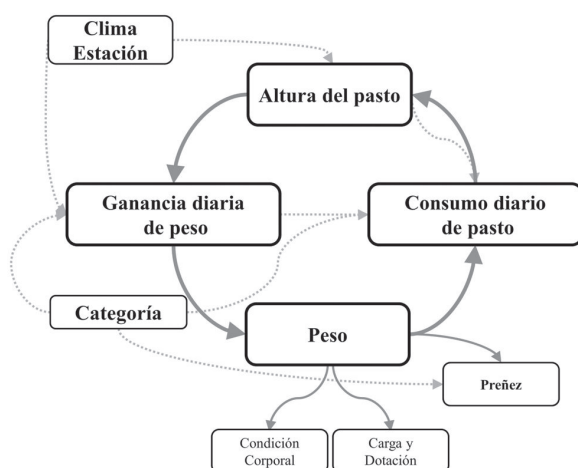 Clima
Estación
Altura del pasto
Ganancia diaria
de peso
Consumo diario
de pasto
Categoría
Peso
Preñez
Condición
Corporal
Carga y
Dotación